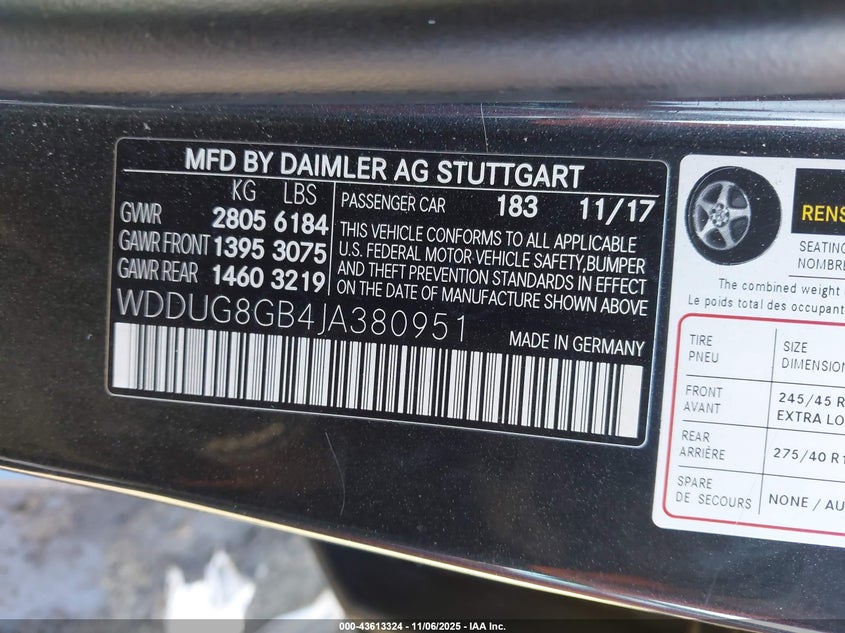 MFD BY DAIMLER AG STUTTGART
KG LBS
GVWR 2805 6184
GAWR FRONT 1395 3075
GAWR REAR 1460 3219
PASSENGER CAR 183 11/17
THIS VEHICLE CONFORMS TO ALL APPLICABLE
U.S. FEDERAL MOTOR VEHICLE SAFETY, BUMPER
AND THEFT PREVENTION STANDARDS IN EFFECT
ON THE DATE OF MANUFACTURE SHOWN ABOVE
WDDUG8GB4JA380951
MADE IN GERMANY
RENS
SEATING
NOMBRE
The combined weight
Le poids total des occupant
TIRE
PNEU
SIZE
DIMENSION
FRONT
AVANT
245/45 R
EXTRA LO
REAR
ARRIÈRE
275/40 R1
SPARE
DE SECOURS
NONE / AU
000-43613324 - 11/06/2025 - IAA Inc.